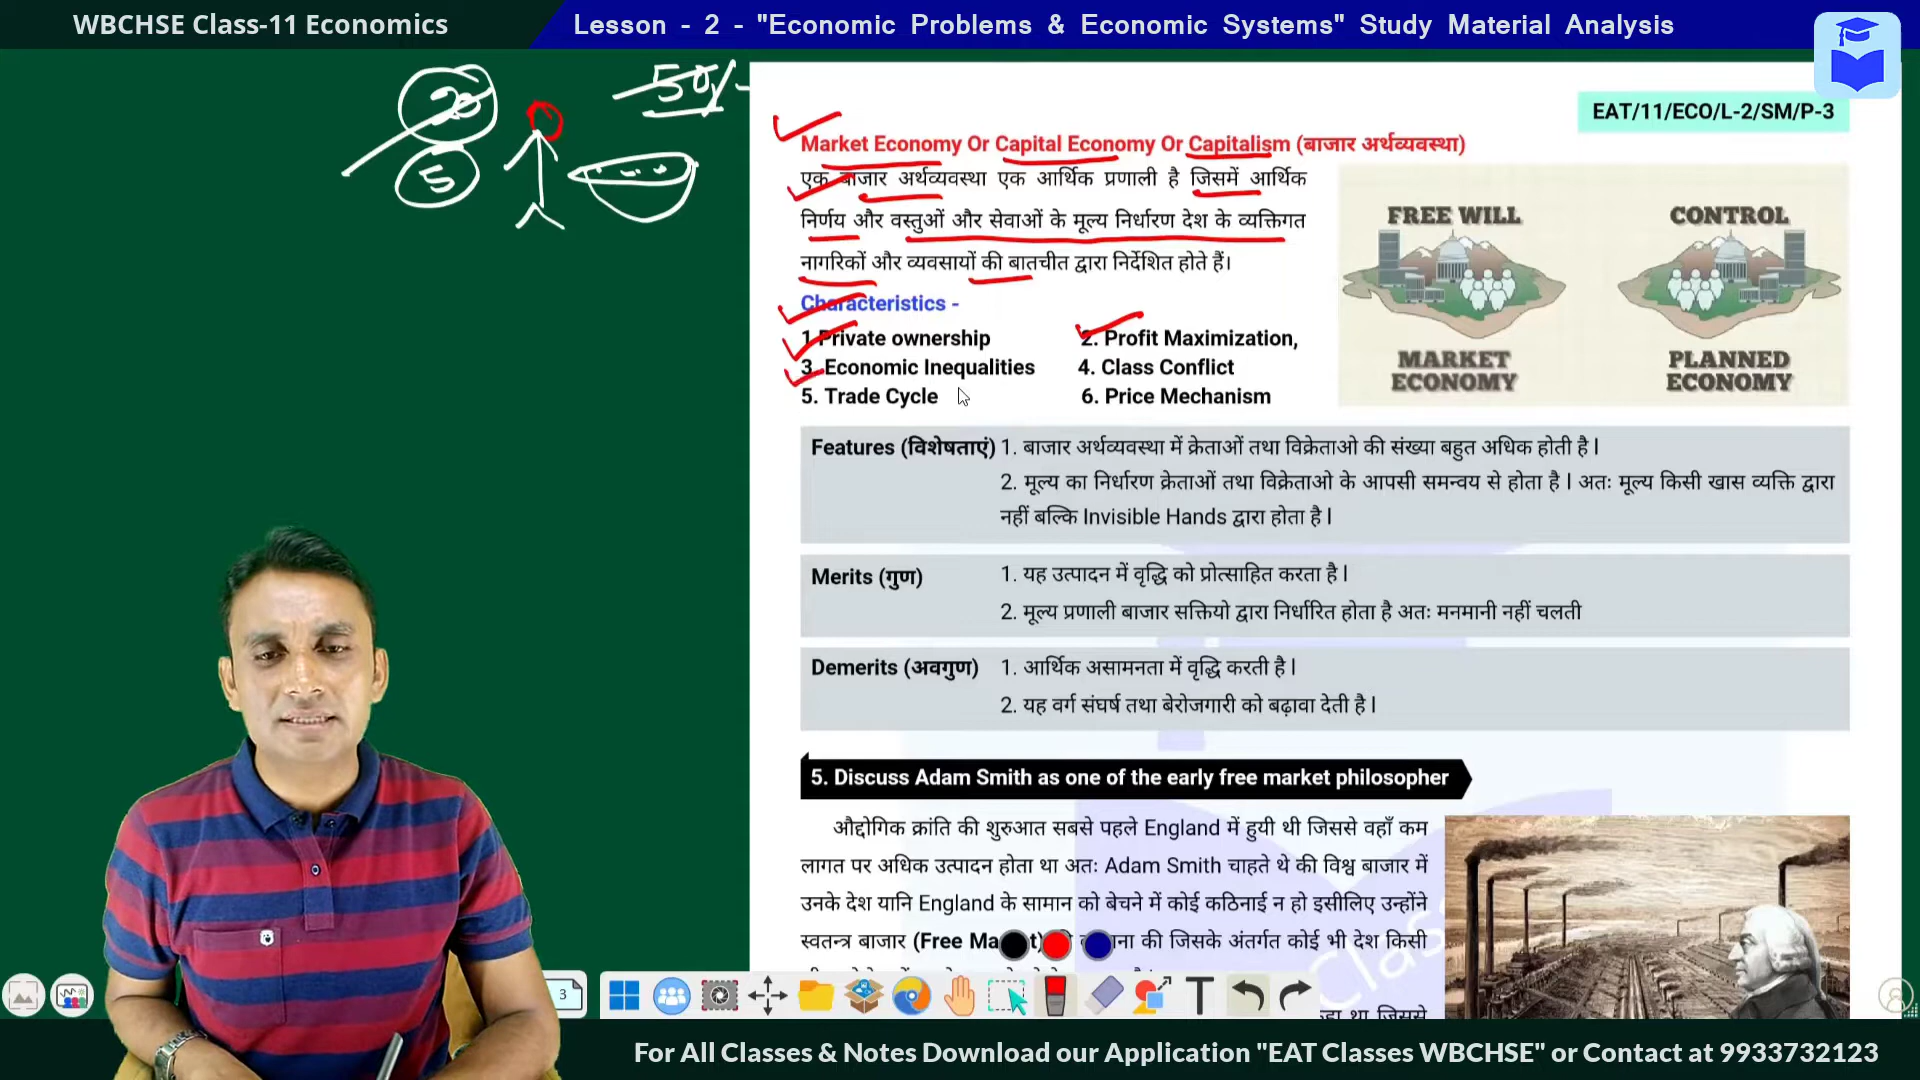 WBCHSE Class-11 Economics
Lesson - 2 - "Economic Problems & Economic Systems" Study Material Analysis
20
5
50/-
EAT/11/ECO/L-2/SM/P-3
Market Economy Or Capital Economy Or Capitalism (बाजार अर्थव्यवस्था)
एक बाजार अर्थव्यवस्था एक आर्थिक प्रणाली है जिसमें आर्थिक
निर्णय और वस्तुओं और सेवाओं के मूल्य निर्धारण देश के व्यक्तिगत
नागरिकों और व्यवसायों की बातचीत द्वारा निर्देशित होते हैं।
Characteristics -
1 Private ownership 2. Profit Maximization,
3. Economic Inequalities 4. Class Conflict
5. Trade Cycle 6. Price Mechanism
FREE WILL CONTROL
MARKET ECONOMY
PLANNED ECONOMY
Features (विशेषताएं) 1. बाजार अर्थव्यवस्था में क्रेताओं तथा विक्रेताओ की संख्या बहुत अधिक होती है l
2. मूल्य का निर्धारण क्रेताओं तथा विक्रेताओ के आपसी समन्वय से होता है l अतः मूल्य किसी खास व्यक्ति द्वारा
नहीं बल्कि Invisible Hands द्वारा होता है l
Merits (गुण) 1. यह उत्पादन में वृद्धि को प्रोत्साहित करता है l
2. मूल्य प्रणाली बाजार सक्तियो द्वारा निर्धारित होता है अतः मनमानी नहीं चलती
Demerits (अवगुण) 1. आर्थिक असामनता में वृद्धि करती है l
2. यह वर्ग संघर्ष तथा बेरोजगारी को बढ़ावा देती है l
5. Discuss Adam Smith as one of the early free market philosopher
औद्दोगिक क्रांति की शुरुआत सबसे पहले England में हुयी थी जिससे वहाँ कम
लागत पर अधिक उत्पादन होता था अतः Adam Smith चाहते थे की विश्व बाजार में
उनके देश यानि England के सामान को बेचने में कोई कठिनाई न हो इसीलिए उन्होंने
स्वतन्त्र बाजार (Free की जिसके अंतर्गत कोई भी देश किसी
था जिससे
3
For All Classes & Notes Download our Application "EAT Classes WBCHSE" or Contact at 9933732123